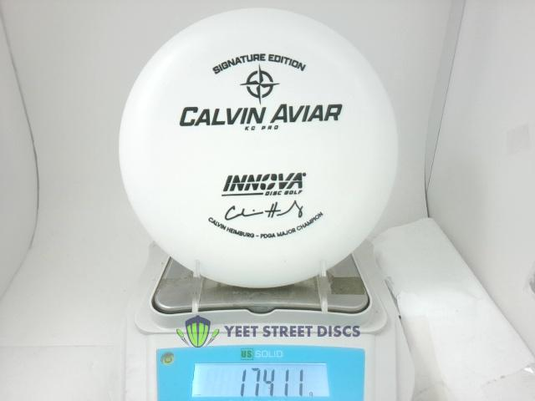 SIGNATURE EDITION
CALVIN AVIAR
KC PRO
INNOVA
DISC GOLF
CALVIN HEIMBURG - PDGA MAJOR CHAMPION
YEET STREET DISCS
US SOLID
174.11 g